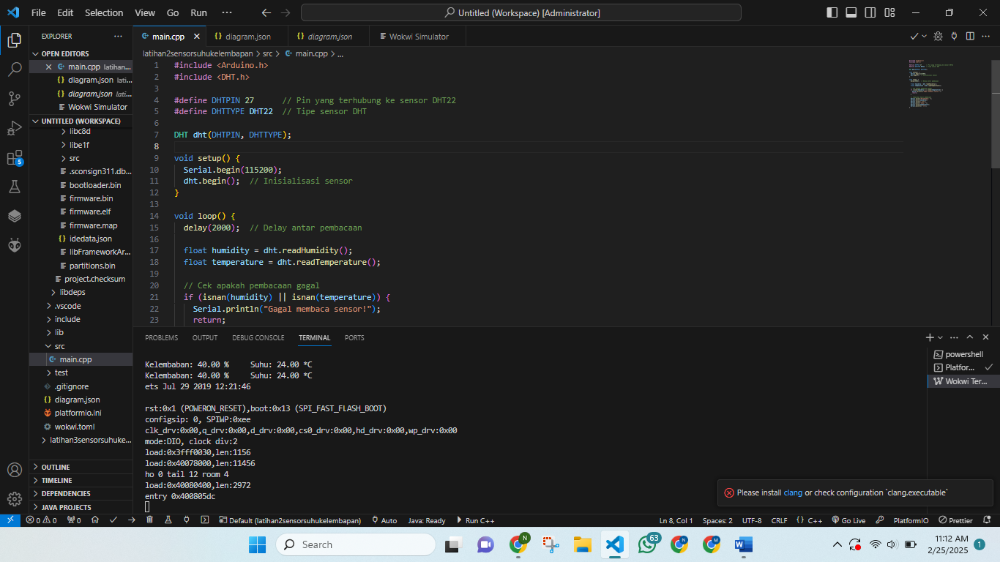 File Edit Selection View Go Run ··· Untitled (Workspace) [Administrator]
EXPLORER ···
OPEN EDITORS
main.cpp latihan...
diagram.json lati...
diagram.json lati...
Wokwi Simulator
UNTITLED (WORKSPACE)
libc8d
libe1f
src
.sconsign311.db...
bootloader.bin
firmware.bin
firmware.elf
firmware.map
idedata.json
libFrameworkAr...
partitions.bin
project.checksum
libdeps
.vscode
include
lib
src
main.cpp
test
.gitignore
diagram.json
platformio.ini
wokwi.toml
latihan3sensorsuhuke...
OUTLINE
TIMELINE
DEPENDENCIES
JAVA PROJECTS
5
main.cpp diagram.json diagram.json Wokwi Simulator
latihan2sensorsuhukelembapan > src > main.cpp > ...
1 #include <Arduino.h>
2 #include <DHT.h>
3
4 #define DHTPIN 27 // Pin yang terhubung ke sensor DHT22
5 #define DHTTYPE DHT22 // Tipe sensor DHT
6
7 DHT dht(DHTPIN, DHTTYPE);
8
9 void setup() {
10 Serial.begin(115200);
11 dht.begin(); // Inisialisasi sensor
12 }
13
14 void loop() {
15 delay(2000); // Delay antar pembacaan
16
17 float humidity = dht.readHumidity();
18 float temperature = dht.readTemperature();
19
20 // Cek apakah pembacaan gagal
21 if (isnan(humidity) || isnan(temperature)) {
22 Serial.println("Gagal membaca sensor!");
23 return;
PROBLEMS OUTPUT DEBUG CONSOLE TERMINAL PORTS
Kelembaban: 40.00 % Suhu: 24.00 *C
Kelembaban: 40.00 % Suhu: 24.00 *C
ets Jul 29 2019 12:21:46
rst:0x1 (POWERON_RESET),boot:0x13 (SPI_FAST_FLASH_BOOT)
configsip: 0, SPIWP:0xee
clk_drv:0x00,q_drv:0x00,d_drv:0x00,cs0_drv:0x00,hd_drv:0x00,wp_drv:0x00
mode:DIO, clock div:2
load:0x3fff0030,len:1156
load:0x40078000,len:11456
ho 0 tail 12 room 4
load:0x40080400,len:2972
entry 0x400805dc
powershell
Platfor...
Wokwi Ter...
Please install clang or check configuration `clang.executable`
0 0 0 Default (latihan2sensorsuhukelembapan) Auto Java: Ready Run C++ Ln 8, Col 1 Spaces: 2 UTF-8 CRLF {} C++ Go Live PlatformIO Prettier
Search N 63 N M 11:12 AM
2/25/2025 1